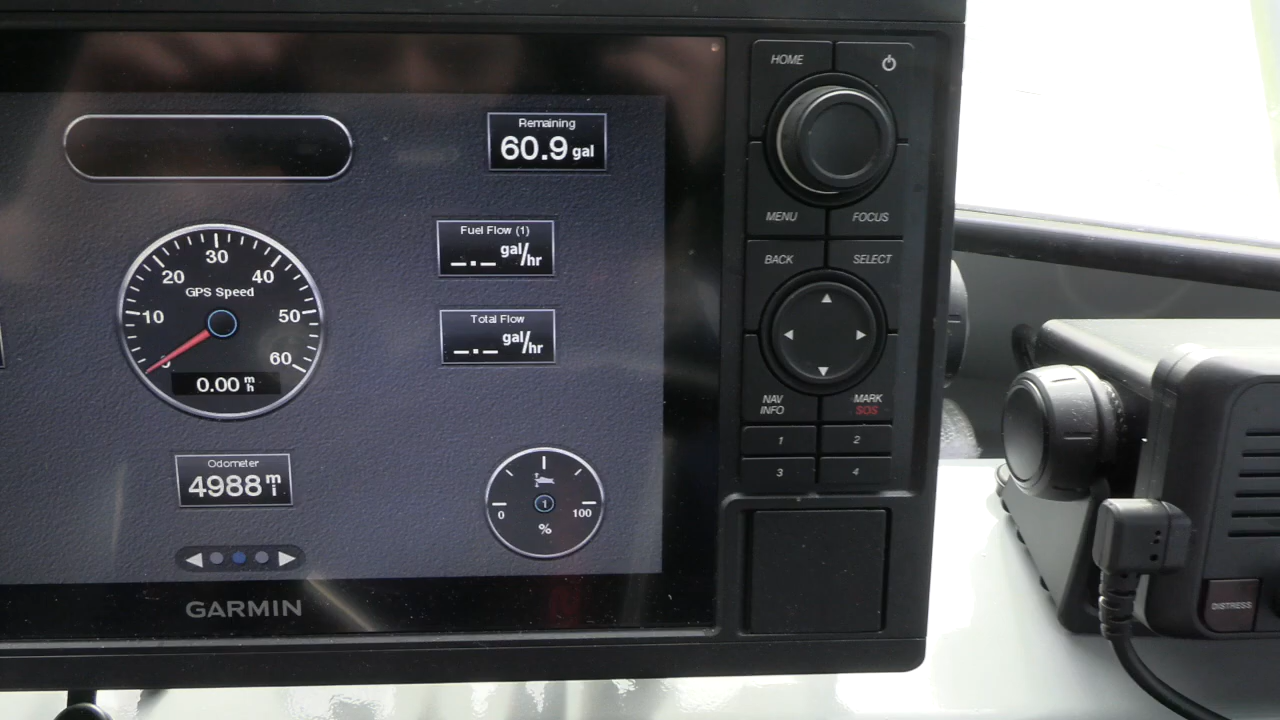 HOME
Remaining
60.9 gal
MENU
FOCUS
Fuel Flow (1)
_._ gal/hr
BACK
SELECT
30
20
40
GPS Speed
10
50
0
60
0.00 mh
Total Flow
_._ gal/hr
NAV
INFO
MARK
SOS
1
2
3
4
Odometer
4988 mi
1
0
100
%
GARMIN
DISTRESS